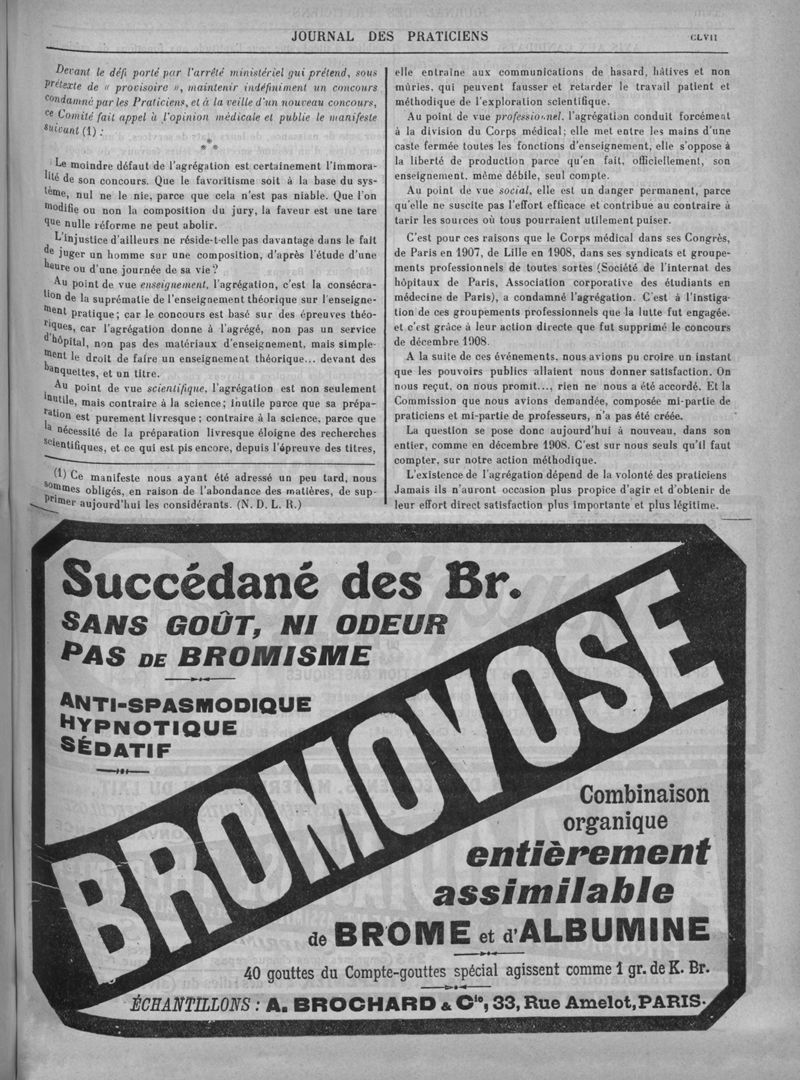 JOURNAL DES PRATICIENS
CLVII
Devant le défi porté par l'arrêté ministériel qui prétend, sous
prétexte de « provisoire », maintenir indéfiniment un concours
condamné par les Praticiens, et à la veille d'un nouveau concours,
ce Comité fait appel à l'opinion médicale et publie le manifeste
suivant (1) :
*
* *
Le moindre défaut de l'agrégation est certainement l'immora-
lité de son concours. Que le favoritisme soit à la base du sys-
tème, nul ne le nie, parce que cela n'est pas niable. Que l'on
modifie ou non la composition du jury, la faveur est une tare
que nulle réforme ne peut abolir.
L'injustice d'ailleurs ne réside-t-elle pas davantage dans le fait
de juger un homme sur une composition, d'après l'étude d'une
heure ou d'une journée de sa vie ?
Au point de vue enseignement, l'agrégation, c'est la consécra-
tion de la suprématie de l'enseignement théorique sur l'enseigne-
ment pratique ; car le concours est basé sur des épreuves théo-
riques, car l'agrégation donne à l'agrégé, non pas un service
d'hôpital, non pas des matériaux d'enseignement, mais simple-
ment le droit de faire un enseignement théorique... devant des
banquettes, et un titre.
Au point de vue scientifique, l'agrégation est non seulement
inutile, mais contraire à la science ; inutile parce que sa prépa-
ration est purement livresque ; contraire à la science, parce que
la nécessité de la préparation livresque éloigne des recherches
scientifiques, et ce qui est pis encore, depuis l'épreuve des titres,
(1) Ce manifeste nous ayant été adressé un peu tard, nous
sommes obligés, en raison de l'abondance des matières, de sup-
primer aujourd'hui les considérants. (N. D. L. R.)
elle entraîne aux communications de hasard, hâtives et non
mûries, qui peuvent fausser et retarder le travail patient et
méthodique de l'exploration scientifique.
Au point de vue professionnel, l'agrégation conduit forcément
à la division du Corps médical ; elle met entre les mains d'une
caste fermée toutes les fonctions d'enseignement, elle s'oppose à
la liberté de production parce qu'en fait, officiellement, son
enseignement, même débile, seul compte.
Au point de vue social, elle est un danger permanent, parce
qu'elle ne suscite pas l'effort efficace et contribue au contraire à
tarir les sources où tous pourraient utilement puiser.
C'est pour ces raisons que le Corps médical dans ses Congrès,
de Paris en 1907, de Lille en 1908, dans ses syndicats et groupe-
ments professionnels de toutes sortes (Société de l'internat des
hôpitaux de Paris, Association corporative des étudiants en
médecine de Paris), a condamné l'agrégation. C'est à l'instiga-
tion de ces groupements professionnels que la lutte fut engagée.
et c'est grâce à leur action directe que fut supprimé le concours
de décembre 1908.
A la suite de ces événements, nous avions pu croire un instant
que les pouvoirs publics allaient nous donner satisfaction. On
nous reçut, on nous promit..., rien ne nous a été accordé. Et la
Commission que nous avions demandée, composée mi-partie de
praticiens et mi-partie de professeurs, n'a pas été créée.
La question se pose donc aujourd'hui à nouveau, dans son
entier, comme en décembre 1908. C'est sur nous seuls qu'il faut
compter, sur notre action méthodique.
L'existence de l'agrégation dépend de la volonté des praticiens
Jamais ils n'auront occasion plus propice d'agir et d'obtenir de
leur effort direct satisfaction plus importante et plus légitime.
Succédané des Br.
SANS GOÛT, NI ODEUR
PAS DE BROMISME
ANTI-SPASMODIQUE
HYPNOTIQUE
SÉDATIF
BROMOVOSE
Combinaison
organique
entièrement
assimilable
de BROME et d'ALBUMINE
40 gouttes du Compte-gouttes spécial agissent comme 1 gr. de K. Br.
ÉCHANTILLONS : A. BROCHARD & Cie, 33, Rue Amelot, PARIS.